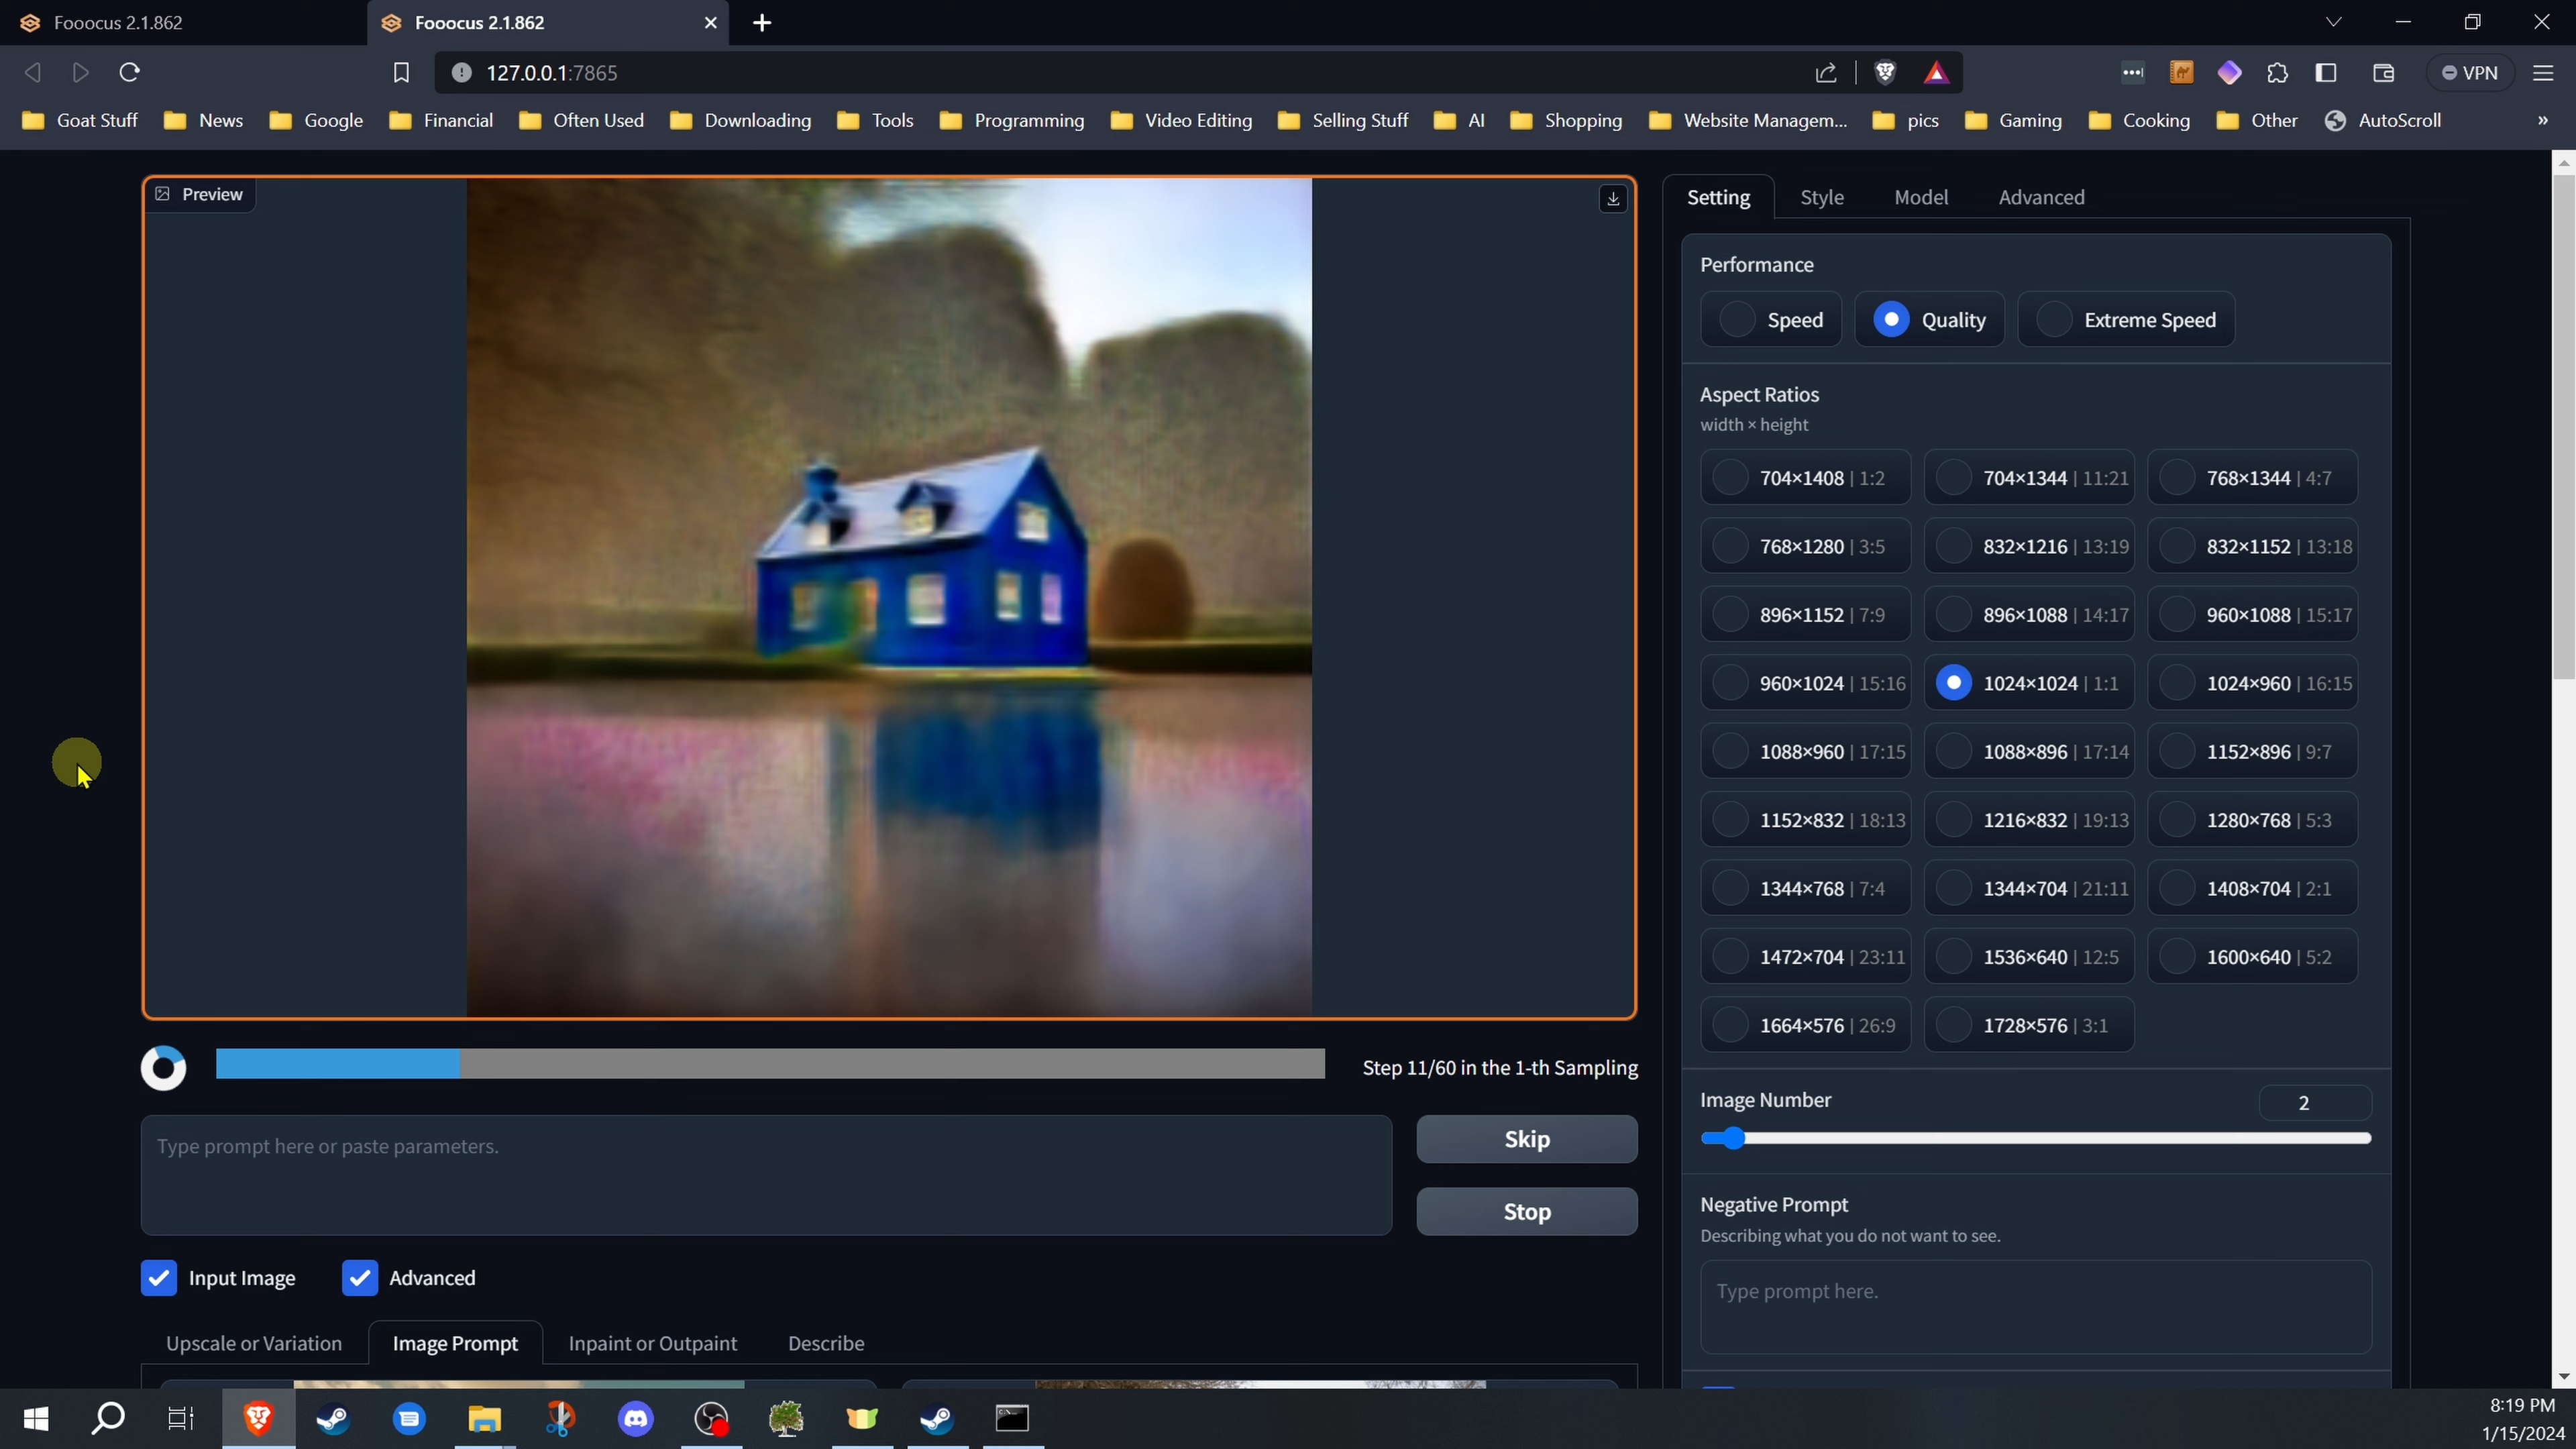 Fooocus 2.1.862
Fooocus 2.1.862
127.0.0.1:7865
VPN
Goat Stuff
News
Google
Financial
Often Used
Downloading
Tools
Programming
Video Editing
Selling Stuff
AI
Shopping
Website Managem...
pics
Gaming
Cooking
Other
AutoScroll
»
Preview
Setting
Style
Model
Advanced
Performance
Speed
Quality
Extreme Speed
Aspect Ratios
width × height
704×1408 | 1:2
704×1344 | 11:21
768×1344 | 4:7
768×1280 | 3:5
832×1216 | 13:19
832×1152 | 13:18
896×1152 | 7:9
896×1088 | 14:17
960×1088 | 15:17
960×1024 | 15:16
1024×1024 | 1:1
1024×960 | 16:15
1088×960 | 17:15
1088×896 | 17:14
1152×896 | 9:7
1152×832 | 18:13
1216×832 | 19:13
1280×768 | 5:3
1344×768 | 7:4
1344×704 | 21:11
1408×704 | 2:1
1472×704 | 23:11
1536×640 | 12:5
1600×640 | 5:2
1664×576 | 26:9
1728×576 | 3:1
Image Number
2
Negative Prompt
Describing what you do not want to see.
Type prompt here.
Step 11/60 in the 1-th Sampling
Type prompt here or paste parameters.
Skip
Stop
Input Image
Advanced
Upscale or Variation
Image Prompt
Inpaint or Outpaint
Describe
8:19 PM
1/15/2024